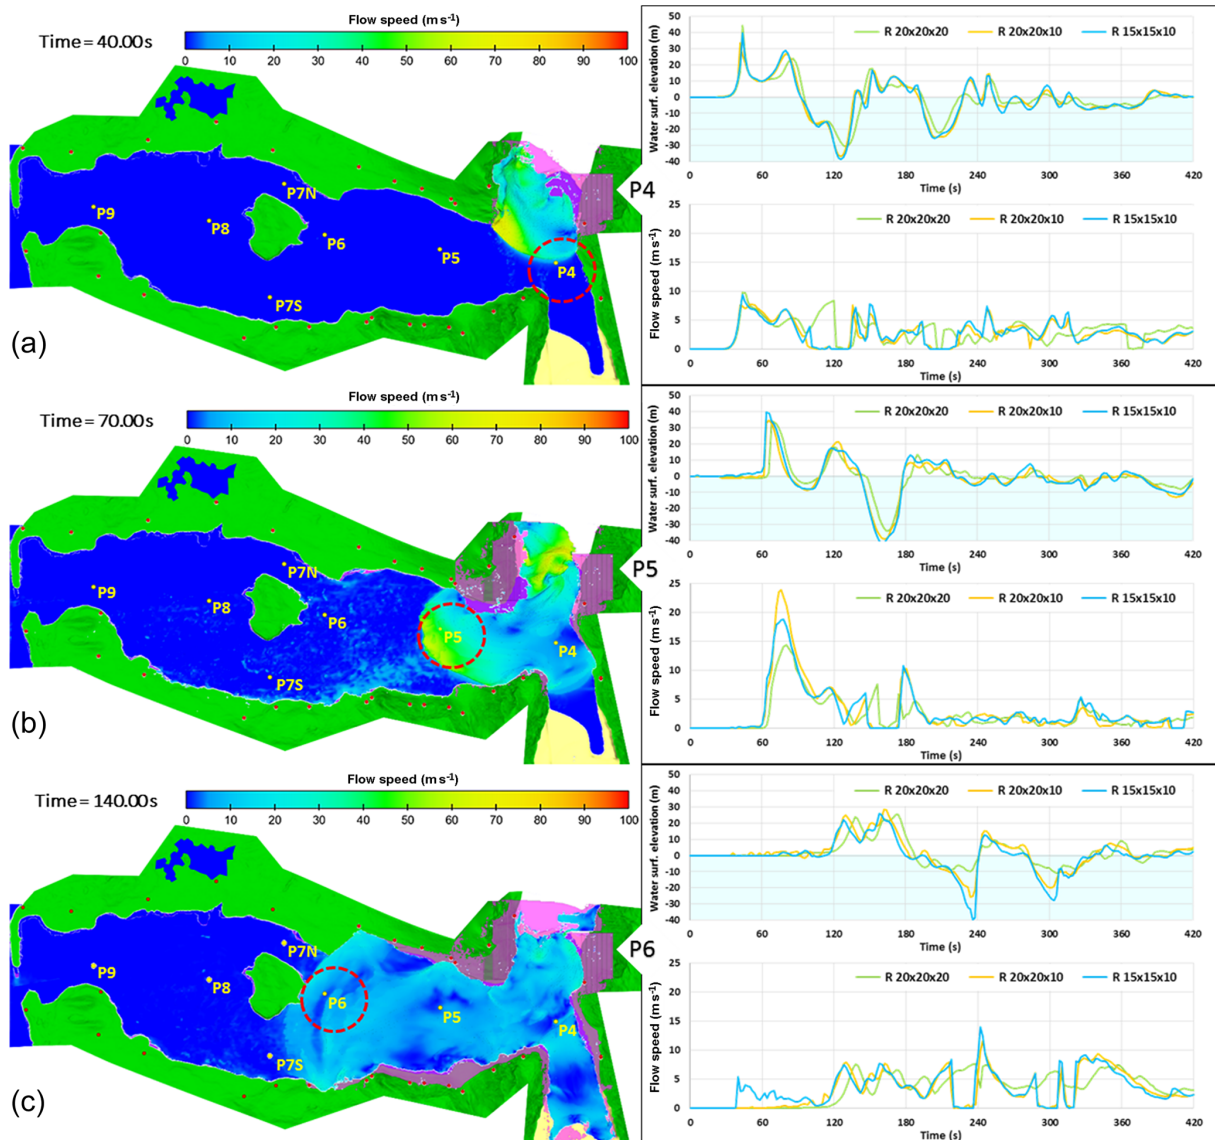 Flow speed (m s-1)
Time = 40.00s
0 10 20 30 40 50 60 70 80 90 100
P7N
P9
P8
P6
P5
P4
P7S
(a)
P4
Water surf. elevation (m)
R 20x20x20 R 20x20x10 R 15x15x10
50
40
30
20
10
0
-10
-20
-30
-40
0 60 120 180 240 300 360 420
Time (s)
Flow speed (m s-1)
R 20x20x20 R 20x20x10 R 15x15x10
25
20
15
10
5
0
0 60 120 180 240 300 360 420
Time (s)
Flow speed (m s-1)
Time = 70.00s
0 10 20 30 40 50 60 70 80 90 100
P7N
P9
P8
P6
P5
P4
P7S
(b)
P5
Water surf. elevation (m)
R 20x20x20 R 20x20x10 R 15x15x10
50
40
30
20
10
0
-10
-20
-30
-40
0 60 120 180 240 300 360 420
Time (s)
Flow speed (m s-1)
R 20x20x20 R 20x20x10 R 15x15x10
25
20
15
10
5
0
0 60 120 180 240 300 360 420
Time (s)
Flow speed (m s-1)
Time = 140.00s
0 10 20 30 40 50 60 70 80 90 100
P7N
P9
P8
P6
P5
P4
P7S
(c)
P6
Water surf. elevation (m)
R 20x20x20 R 20x20x10 R 15x15x10
50
40
30
20
10
0
-10
-20
-30
-40
0 60 120 180 240 300 360 420
Time (s)
Flow speed (m s-1)
R 20x20x20 R 20x20x10 R 15x15x10
25
20
15
10
5
0
0 60 120 180 240 300 360 420
Time (s)